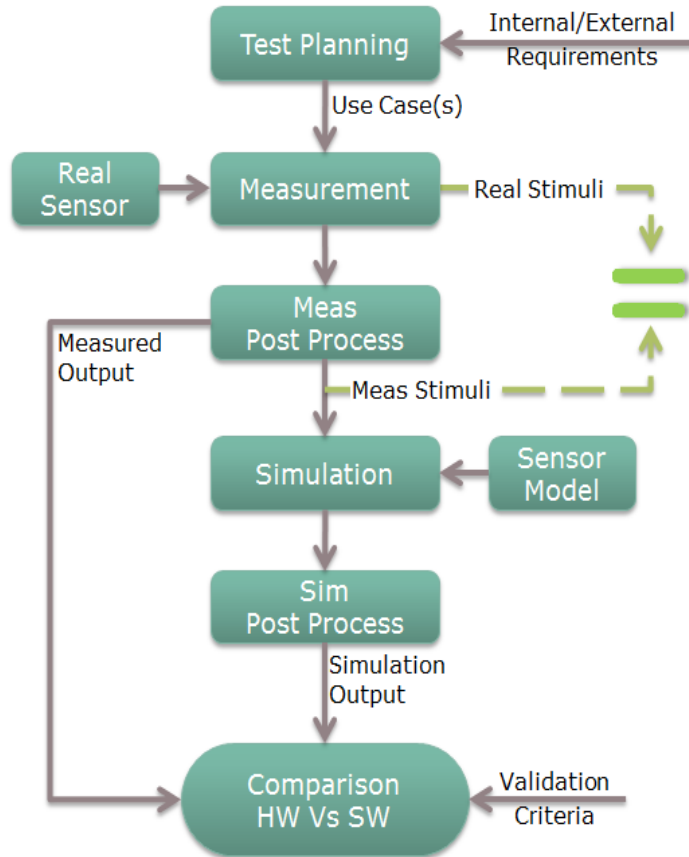 Test Planning
Internal/External
Requirements
Use Case(s)
Real
Sensor
Measurement
Real Stimuli
Meas
Post Process
Measured
Output
Meas Stimuli
Simulation
Sensor
Model
Sim
Post Process
Simulation
Output
Comparison
HW Vs SW
Validation
Criteria